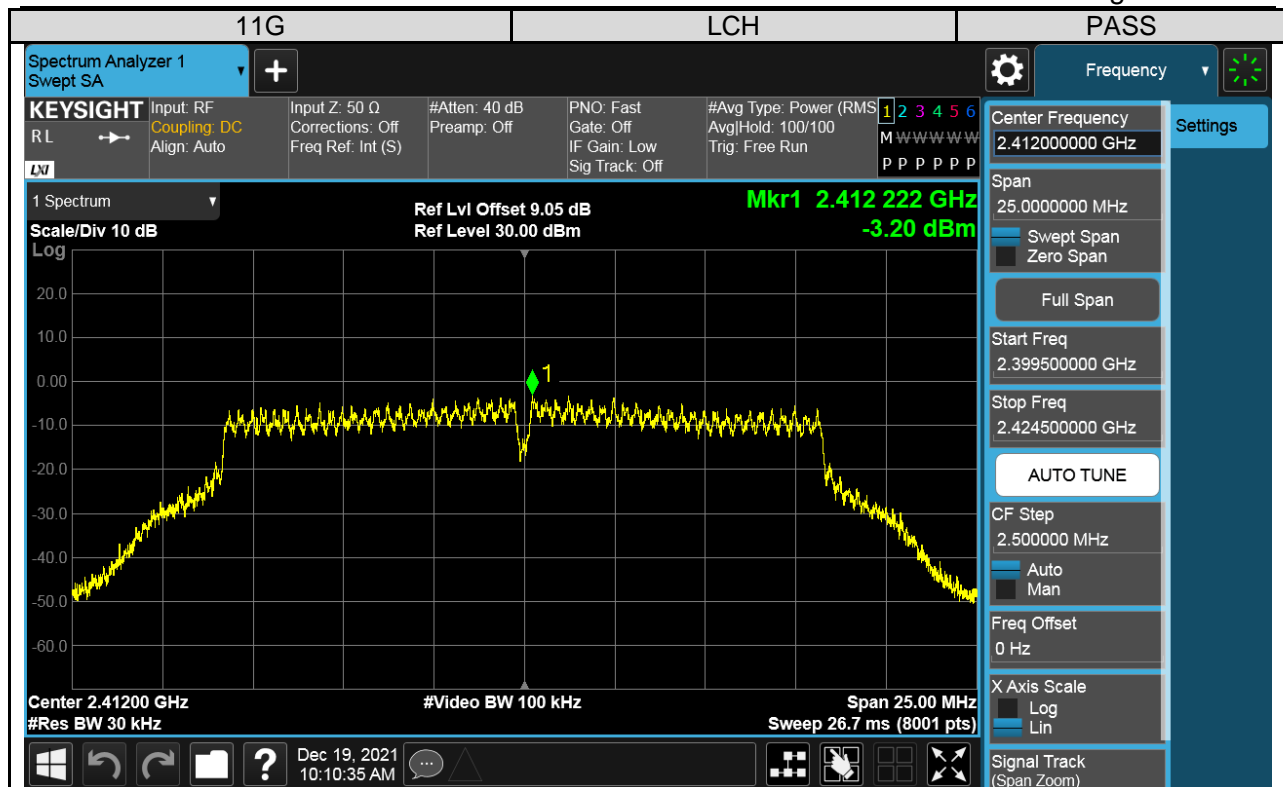 11G LCH PASS
Spectrum Analyzer 1
Swept SA
+
Frequency
KEYSIGHT
R L
LXI
Input: RF
Coupling: DC
Align: Auto
Input Z: 50 Ω
Corrections: Off
Freq Ref: Int (S)
#Atten: 40 dB
Preamp: Off
PNO: Fast
Gate: Off
IF Gain: Low
Sig Track: Off
#Avg Type: Power (RMS
Avg|Hold: 100/100
Trig: Free Run
1 2 3 4 5 6
M W W W W W
P P P P P P
1 Spectrum
Scale/Div 10 dB
Ref Lvl Offset 9.05 dB
Ref Level 30.00 dBm
Mkr1 2.412 222 GHz
-3.20 dBm
Log
20.0
10.0
0.00
-10.0
-20.0
-30.0
-40.0
-50.0
-60.0
1
Center 2.41200 GHz
#Res BW 30 kHz
#Video BW 100 kHz
Span 25.00 MHz
Sweep 26.7 ms (8001 pts)
Center Frequency
2.412000000 GHz
Settings
Span
25.0000000 MHz
Swept Span
Zero Span
Full Span
Start Freq
2.399500000 GHz
Stop Freq
2.424500000 GHz
AUTO TUNE
CF Step
2.500000 MHz
Auto
Man
Freq Offset
0 Hz
X Axis Scale
Log
Lin
Signal Track
(Span Zoom)
?
Dec 19, 2021
10:10:35 AM